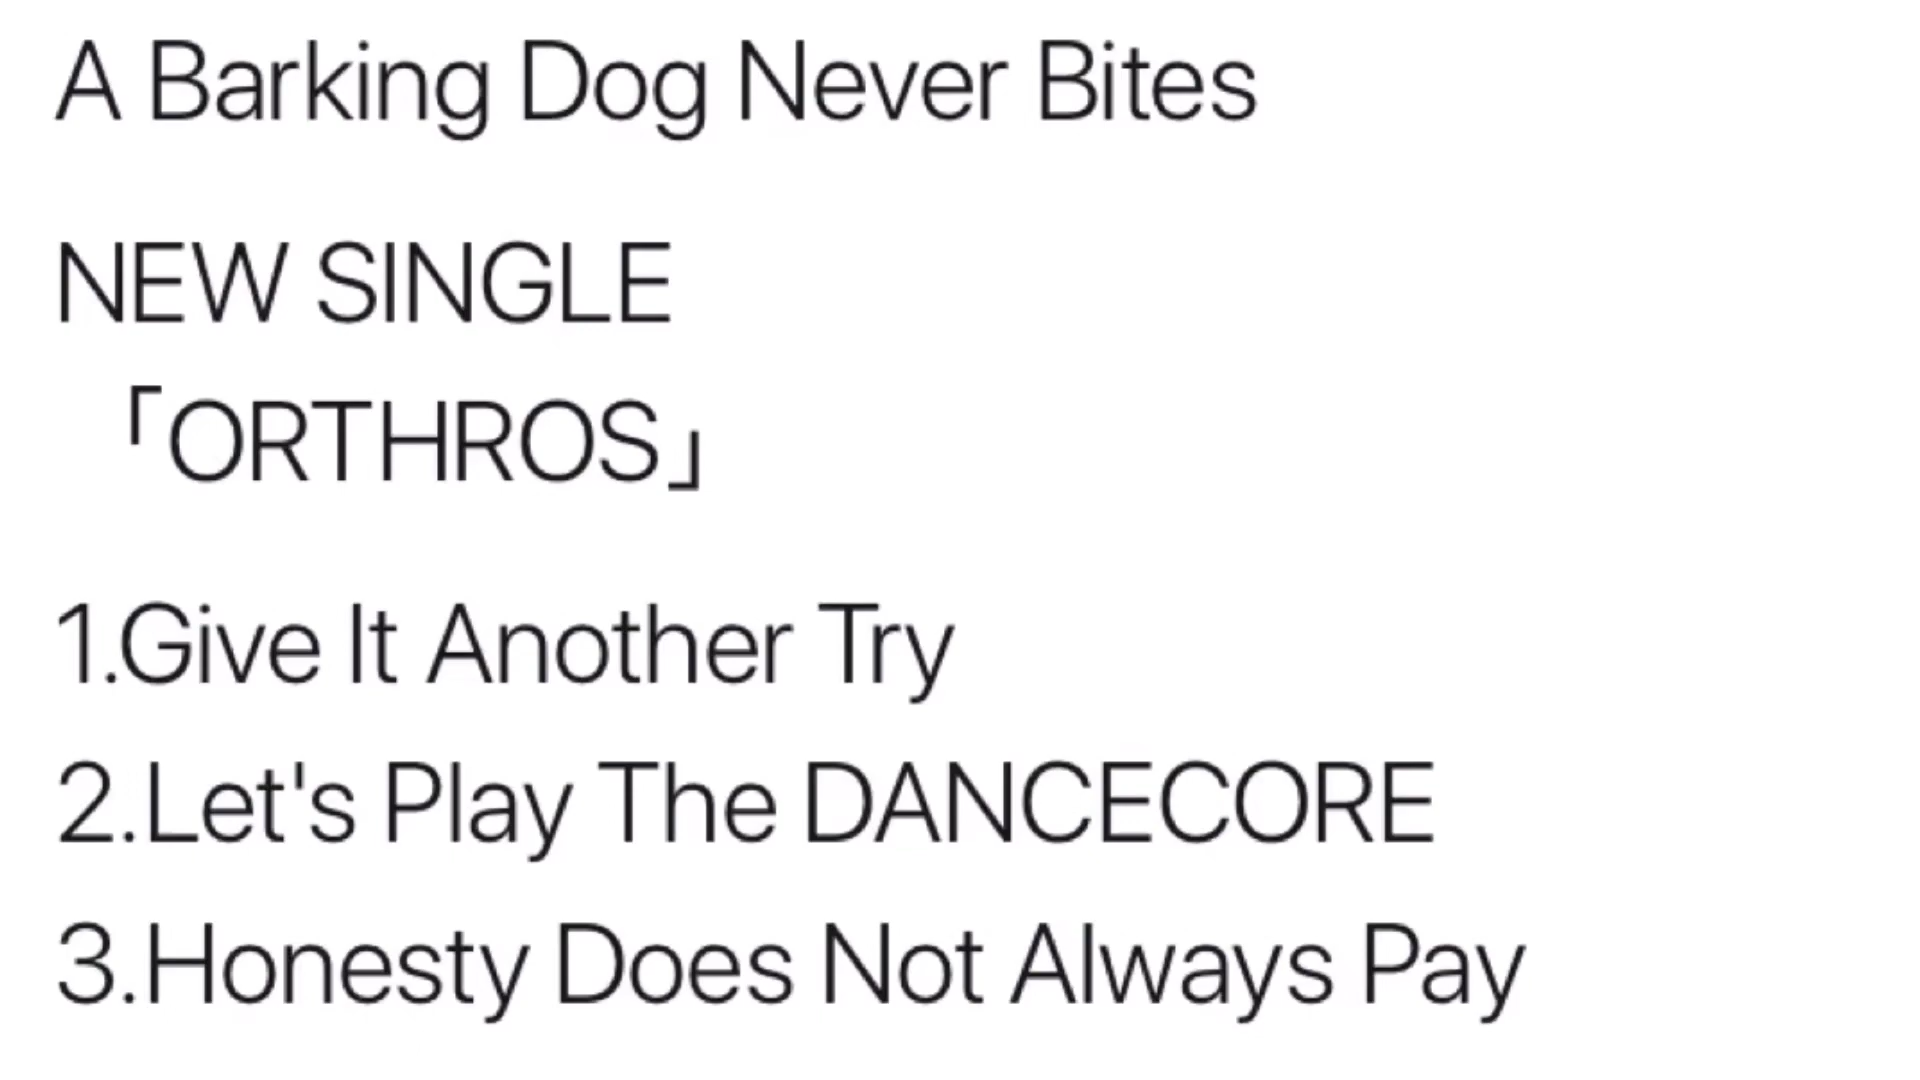 A Barking Dog Never Bites
NEW SINGLE
「ORTHROS」
1.Give It Another Try
2.Let's Play The DANCECORE
3.Honesty Does Not Always Pay